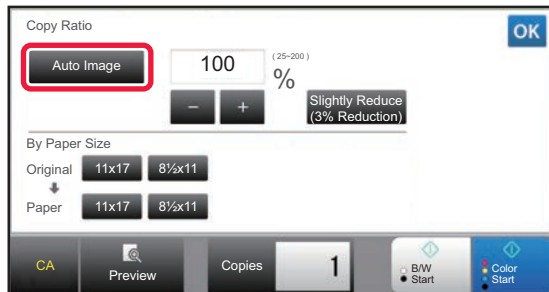 Copy Ratio
OK
Auto Image
100
(25~200)
%
− +
Slightly Reduce
(3% Reduction)
By Paper Size
Original 11x17 8½x11
Paper 11x17 8½x11
CA
Preview
Copies 1
B/W
Start
Color
Start